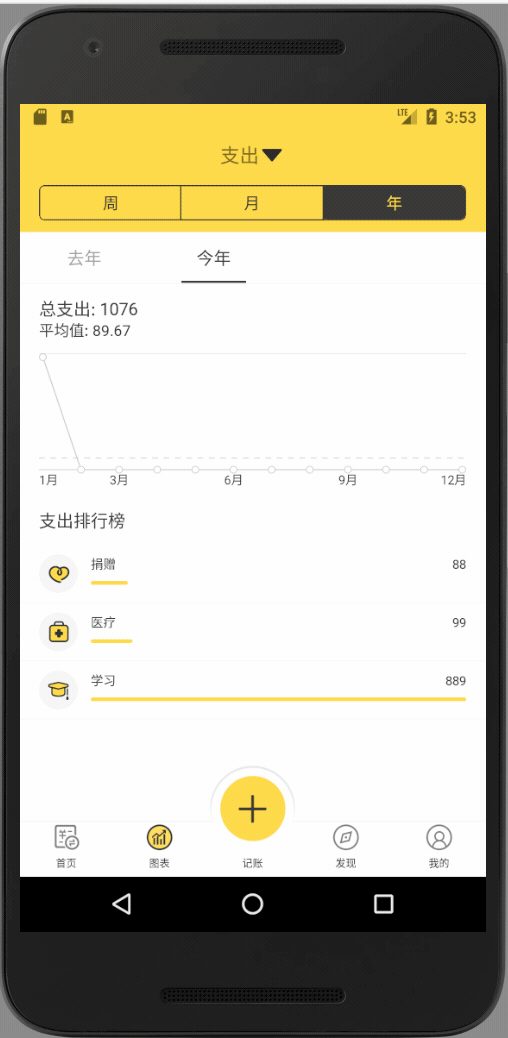 LTE 3:53
支出
周 月 年
去年 今年
总支出: 1076
平均值: 89.67
1月 3月 6月 9月 12月
支出排行榜
捐赠 88
医疗 99
学习 889
首页 图表 记账 发现 我的